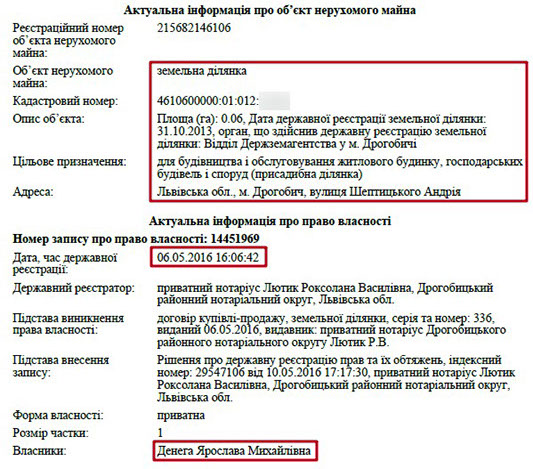 Актуальна інформація про об’єкт нерухомого майна
Реєстраційний номер 215682146106
об’єкта нерухомого
майна:
Об’єкт нерухомого земельна ділянка
майна:
Кадастровий номер: 4610600000:01:012:
Опис об’єкта: Площа (га): 0.06, Дата державної реєстрації земельної ділянки:
31.10.2013, орган, що здійснив державну реєстрацію земельної
ділянки: Відділ Держземагентства у м. Дрогобичі
Цільове призначення: для будівництва і обслуговування житлового будинку, господарських
будівель і споруд (присадибна ділянка)
Адреса: Львівська обл., м. Дрогобич, вулиця Шептицького Андрія
Актуальна інформація про право власності
Номер запису про право власності: 14451969
Дата, час державної 06.05.2016 16:06:42
реєстрації:
Державний реєстратор: приватний нотаріус Лютик Роксолана Василівна, Дрогобицький
районний нотаріальний округ, Львівська обл.
Підстава виникнення договір купівлі-продажу, земельної ділянки, серія та номер: 336,
права власності: виданий 06.05.2016, видавник: приватний нотаріус Дрогобицького
районного нотаріального округу Лютик Р.В.
Підстава внесення Рішення про державну реєстрацію прав та їх обтяжень, індексний
запису: номер: 29547106 від 10.05.2016 17:17:30, приватний нотаріус Лютик
Роксолана Василівна, Дрогобицький районний нотаріальний округ,
Львівська обл.
Форма власності: приватна
Розмір частки: 1
Власники: Денега Ярослава Михайлівна